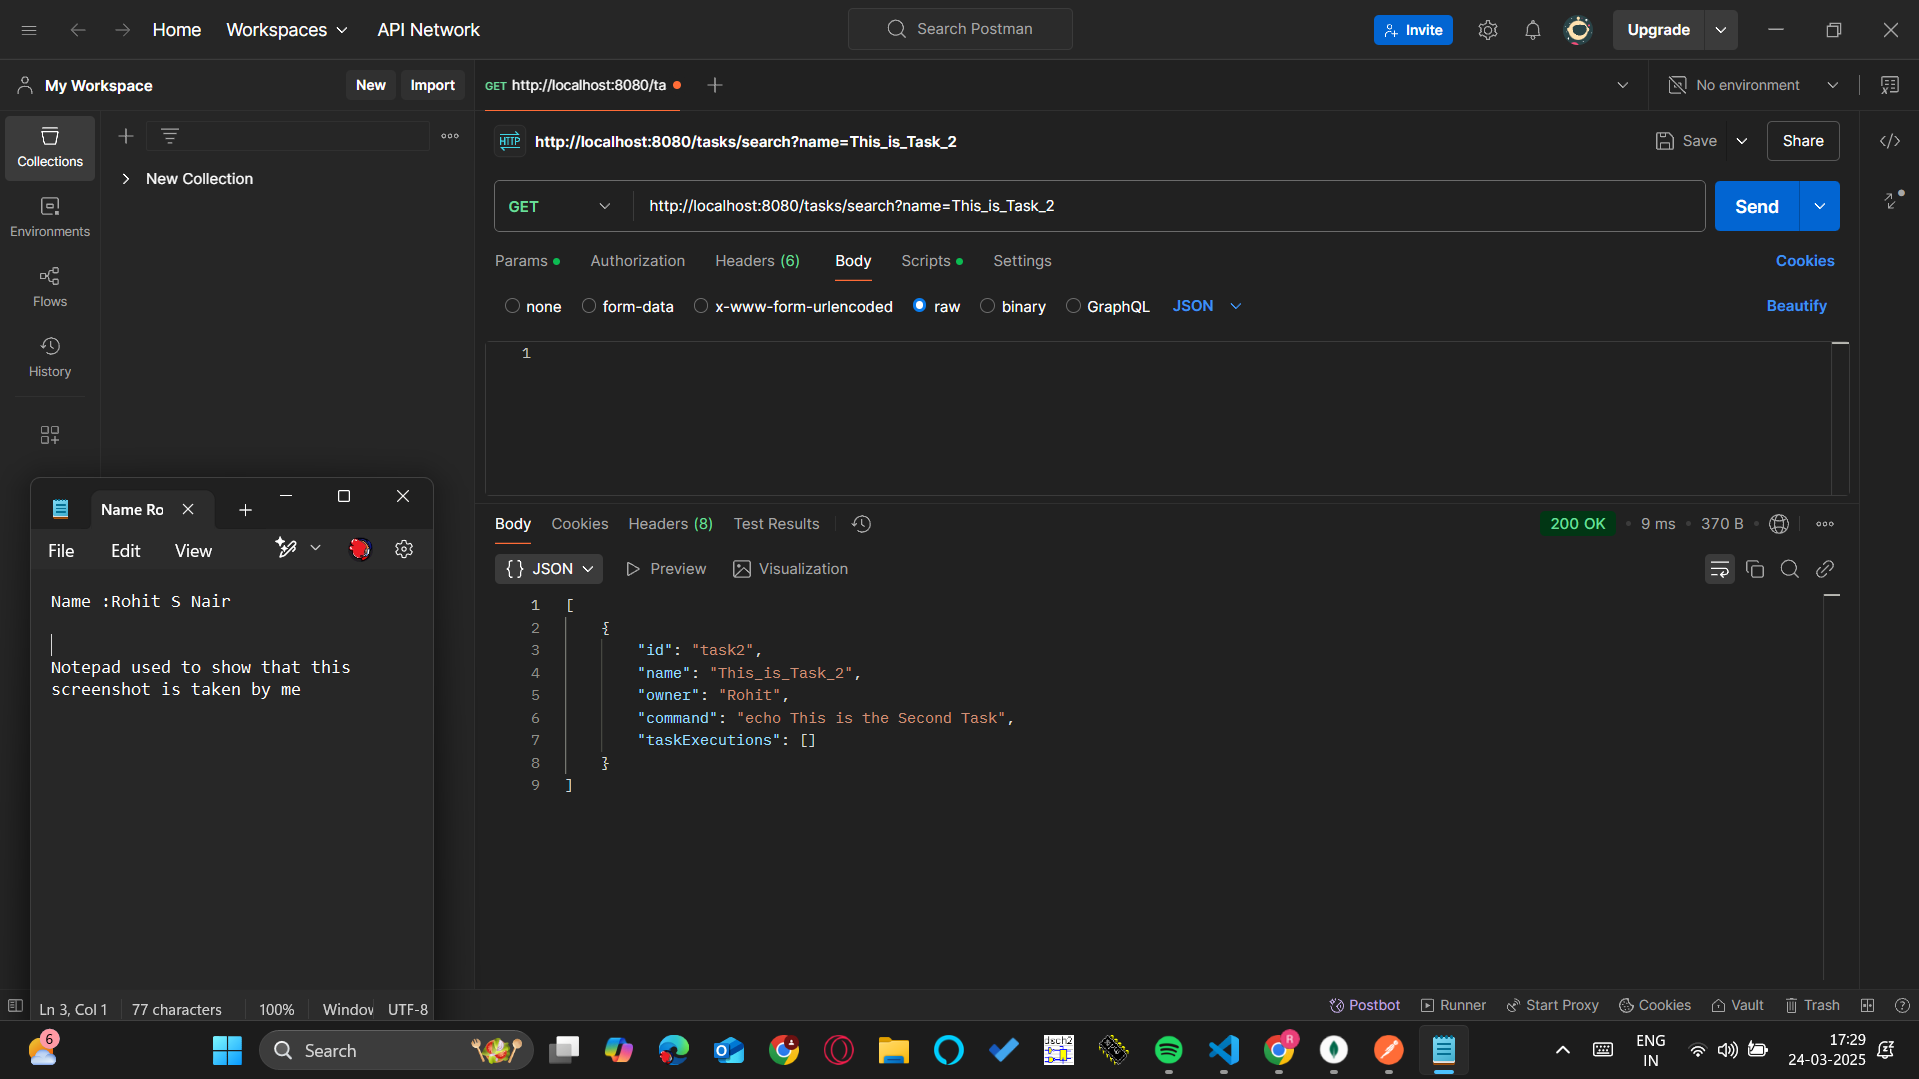 Home Workspaces API Network
Search Postman
Invite
Upgrade
My Workspace
New Import
GET http://localhost:8080/ta
No environment
Collections
Environments
Flows
History
New Collection
HTTP http://localhost:8080/tasks/search?name=This_is_Task_2
Save
Share
GET http://localhost:8080/tasks/search?name=This_is_Task_2
Send
Params Authorization Headers (6) Body Scripts Settings
Cookies
none form-data x-www-form-urlencoded raw binary GraphQL JSON
Beautify
1
Body Cookies Headers (8) Test Results
200 OK • 9 ms • 370 B •
{} JSON Preview Visualization
1 [
2 {
3 "id": "task2",
4 "name": "This_is_Task_2",
5 "owner": "Rohit",
6 "command": "echo This is the Second Task",
7 "taskExecutions": []
8 }
9 ]
Name Ro
File Edit View
Name :Rohit S Nair
Notepad used to show that this
screenshot is taken by me
Ln 3, Col 1 77 characters 100% Window UTF-8
Postbot Runner Start Proxy Cookies Vault Trash
6
Search
dsch2
R
ENG
IN
17:29
24-03-2025